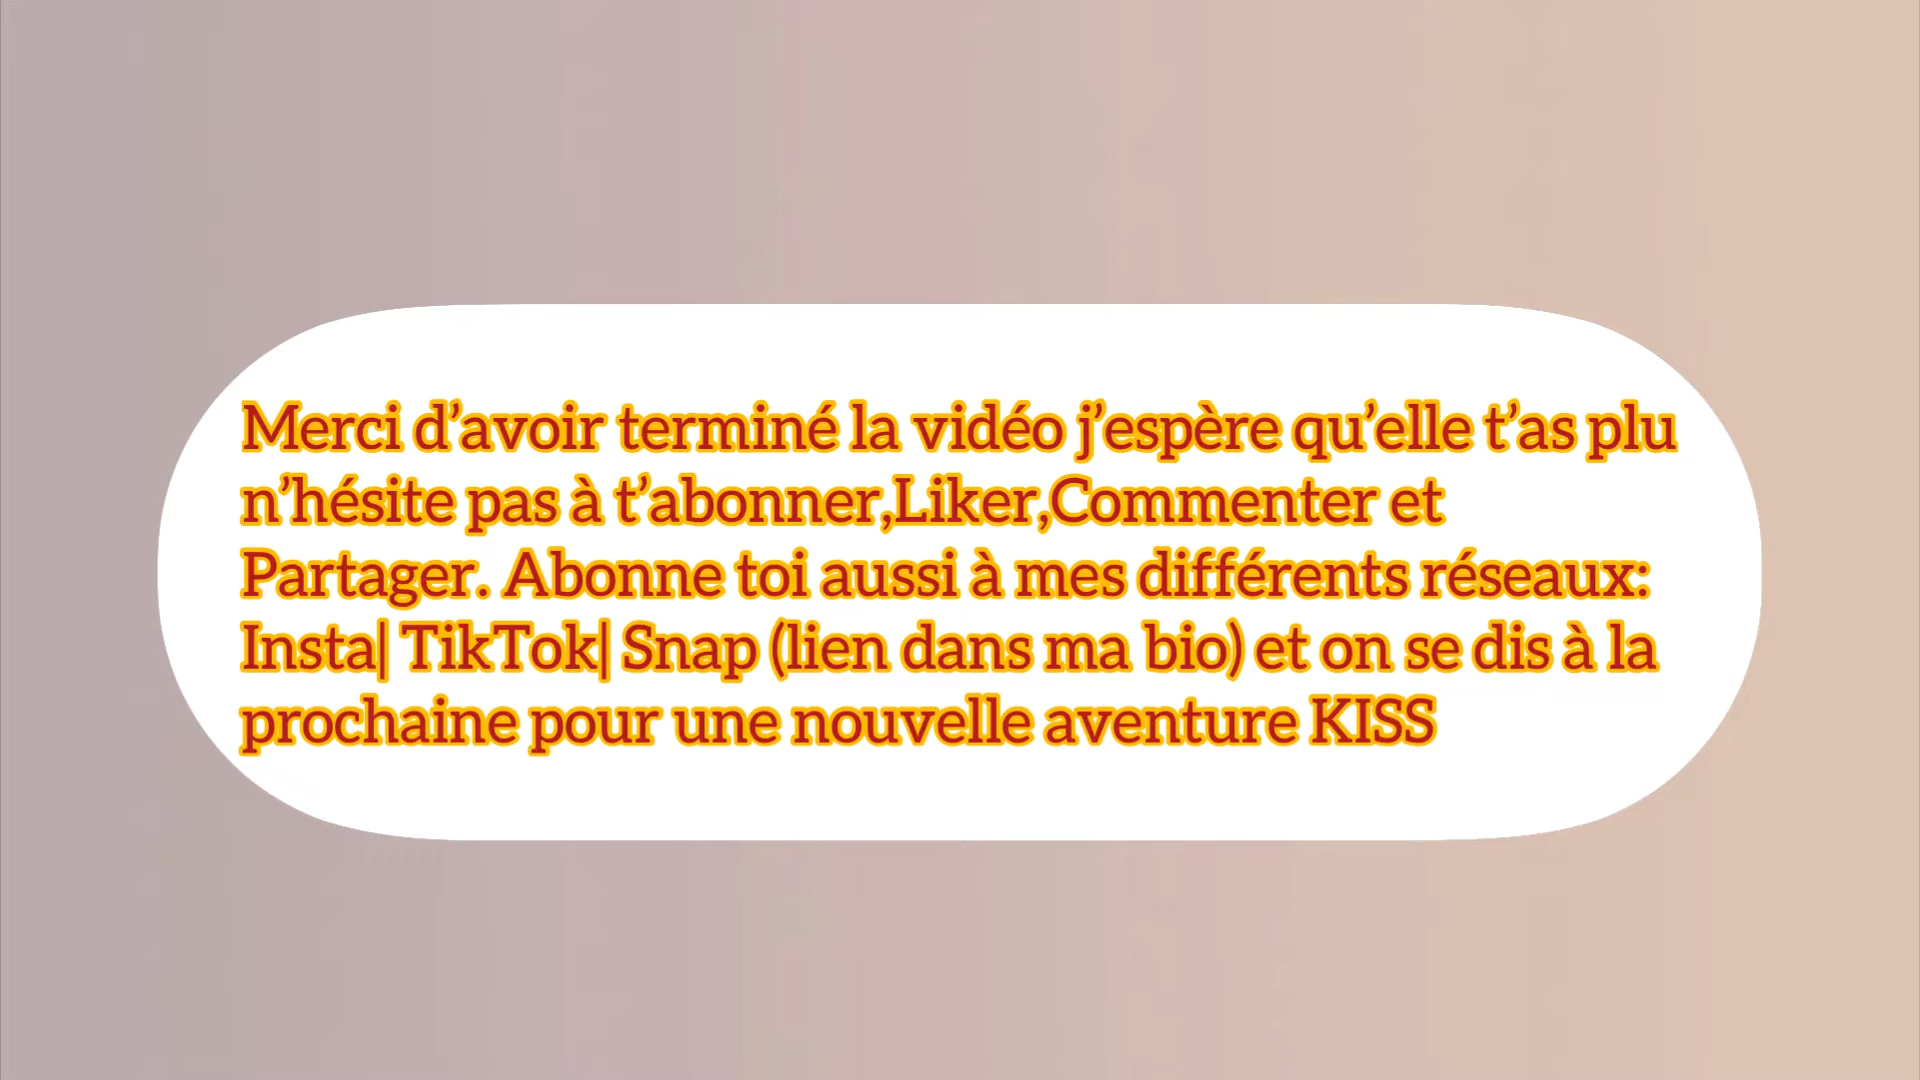 Merci d’avoir terminé la vidéo j’espère qu’elle t’as plu
n’hésite pas à t’abonner,Liker,Commenter et
Partager. Abonne toi aussi à mes différents réseaux:
Insta| TikTok| Snap (lien dans ma bio) et on se dis à la
prochaine pour une nouvelle aventure KISS